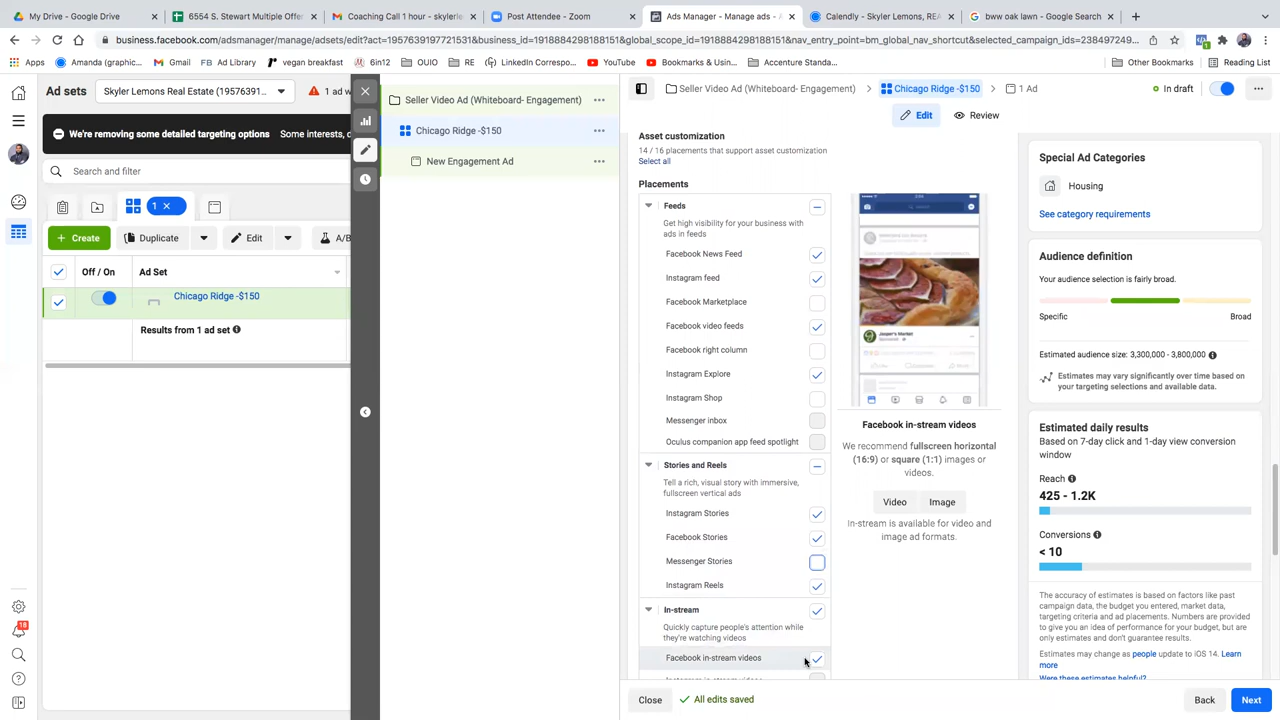 My Drive - Google Drive
6554 S. Stewart Multiple Offer
Coaching Call 1 hour - skylerle
Post Attendee - Zoom
Ads Manager - Manage ads - A
Calendly - Skyler Lemons, REA
bww oak lawn - Google Search
business.facebook.com/adsmanager/manage/adsets/edit?act=1957639197721531&business_id=1918884298188151&global_scope_id=1918884298188151&nav_entry_point=bm_global_nav_shortcut&selected_campaign_ids=238497249...
Apps
Amanda (graphic...
Gmail
FB Ad Library
vegan breakfast
6in12
OUIO
RE
LinkedIn Correspo...
YouTube
Bookmarks & Usin...
Accenture Standa...
Other Bookmarks
Reading List
Ad sets
Skyler Lemons Real Estate (19576391...
1 ad w
We're removing some detailed targeting options
Some interests, d
Search and filter
1
Create
Duplicate
Edit
A/B
Off / On
Ad Set
Chicago Ridge -$150
Results from 1 ad set
18
Seller Video Ad (Whiteboard- Engagement)
Chicago Ridge -$150
New Engagement Ad
Seller Video Ad (Whiteboard- Engagement)
Chicago Ridge -$150
1 Ad
In draft
Edit
Review
Asset customization
14 / 16 placements that support asset customization
Select all
Placements
Feeds
Get high visibility for your business with
ads in feeds
Facebook News Feed
Instagram feed
Facebook Marketplace
Facebook video feeds
Facebook right column
Instagram Explore
Instagram Shop
Messenger inbox
Oculus companion app feed spotlight
Stories and Reels
Tell a rich, visual story with immersive,
fullscreen vertical ads
Instagram Stories
Facebook Stories
Messenger Stories
Instagram Reels
In-stream
Quickly capture people's attention while
they're watching videos
Facebook in-stream videos
Jasper's Market
Facebook in-stream videos
We recommend fullscreen horizontal
(16:9) or square (1:1) images or
videos.
Video
Image
In-stream is available for video and
image ad formats.
Special Ad Categories
Housing
See category requirements
Audience definition
Your audience selection is fairly broad.
Specific
Broad
Estimated audience size: 3,300,000 - 3,800,000
Estimates may vary significantly over time based on
your targeting selections and available data.
Estimated daily results
Based on 7-day click and 1-day view conversion
window
Reach
425 - 1.2K
Conversions
< 10
The accuracy of estimates is based on factors like past
campaign data, the budget you entered, market data,
targeting criteria and ad placements. Numbers are provided
to give you an idea of performance for your budget, but are
only estimates and don't guarantee results.
Estimates may change as people update to iOS 14. Learn
more
Were these estimates helpful?
Close
All edits saved
Back
Next